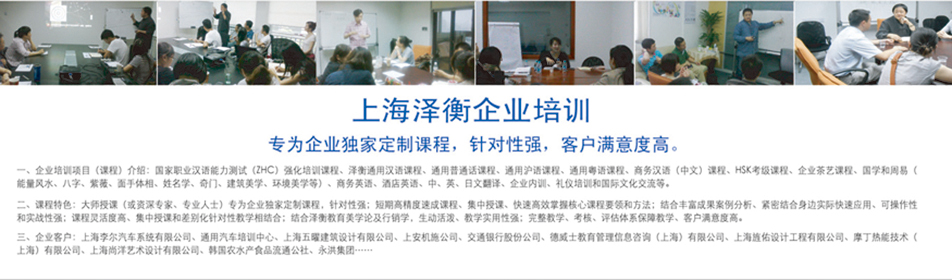 上海泽衡企业培训
专为企业独家定制课程，针对性强，客户满意度高。
一、企业培训项目（课程）介绍：国家职业汉语能力测试（ZHC）强化培训课程、泽衡通用汉语课程、通用普通话课程、通用沪语课程、通用粤语课程、商务汉语（中文）课程、HSK考级课程、企业茶艺课程、国学和周易（
能量风水、八字、紫薇、面手体相、姓名学、奇门、建筑美学、环境美学等）、商务英语、酒店英语、中、英、日文翻译、企业内训、礼仪培训和国际文化交流等。
二、课程特色：大师授课（或资深专家、专业人士）专为企业独家定制课程，针对性强；短期高精度速成课程、集中授课、快速高效掌握核心课程要领和方法；结合丰富成果案例分析、紧密结合身边实际快速应用、可操作性
和实战性强；课程灵活度高、集中授课和差别化针对性教学相结合；结合泽衡教育美学论及行销学，生动活泼、教学实用性强；完整教学、考核、评估体系保障教学、客户满意度高。
三、企业客户：上海李尔汽车系统有限公司、通用汽车培训中心、上海五曜建筑设计有限公司、上安机施公司、交通银行股份公司、德威士教育管理信息咨询（上海）有限公司、上海旌佑设计工程有限公司、摩丁热能技术（
上海）有限公司、上海尚洋艺术设计有限公司、韩国农水产食品流通公社、永洪集团……